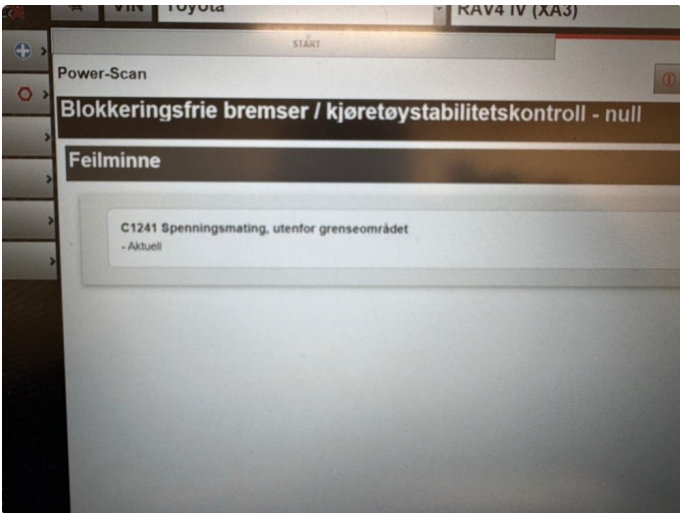 VIN Toyota RAV4 IV (XA3)
START
Power-Scan
Blokkeringsfrie bremser / kjøretøystabilitetskontroll - null
Feilminne
C1241 Spenningsmating, utenfor grenseområdet
- Aktuell